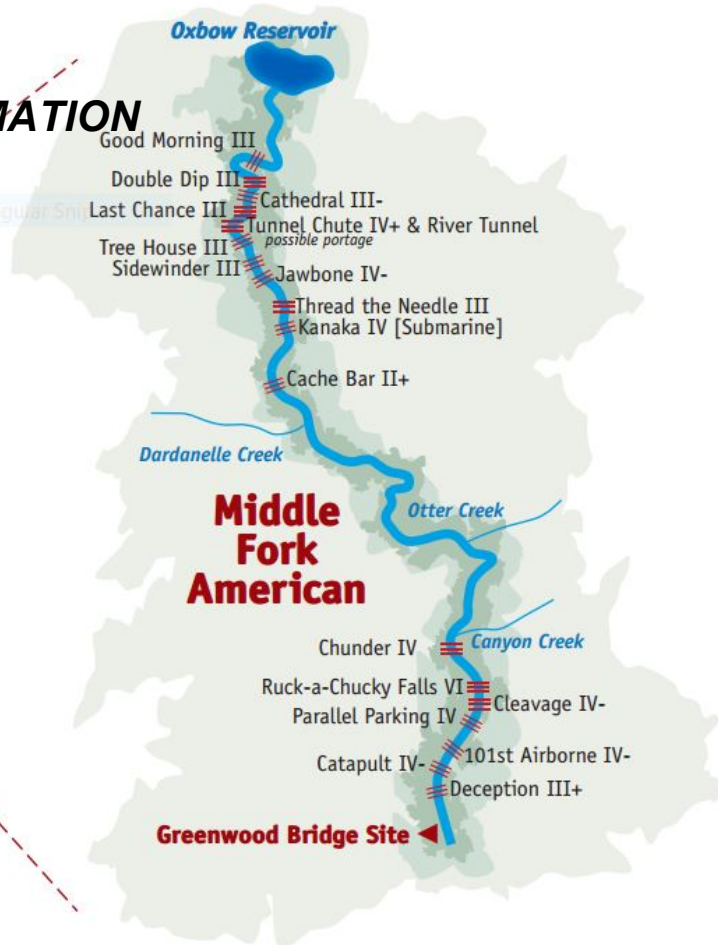 Oxbow Reservoir
MATION
Good Morning III
Double Dip III
Cathedral III-
Last Chance III
Tunnel Chute IV+ & River Tunnel
possible portage
Tree House III
Sidewinder III
Jawbone IV-
Thread the Needle III
Kanaka IV [Submarine]
Cache Bar II+
Dardanelle Creek
Middle
Fork
American
Otter Creek
Canyon Creek
Chunder IV
Ruck-a-Chucky Falls VI
Cleavage IV-
Parallel Parking IV
101st Airborne IV-
Catapult IV-
Deception III+
Greenwood Bridge Site